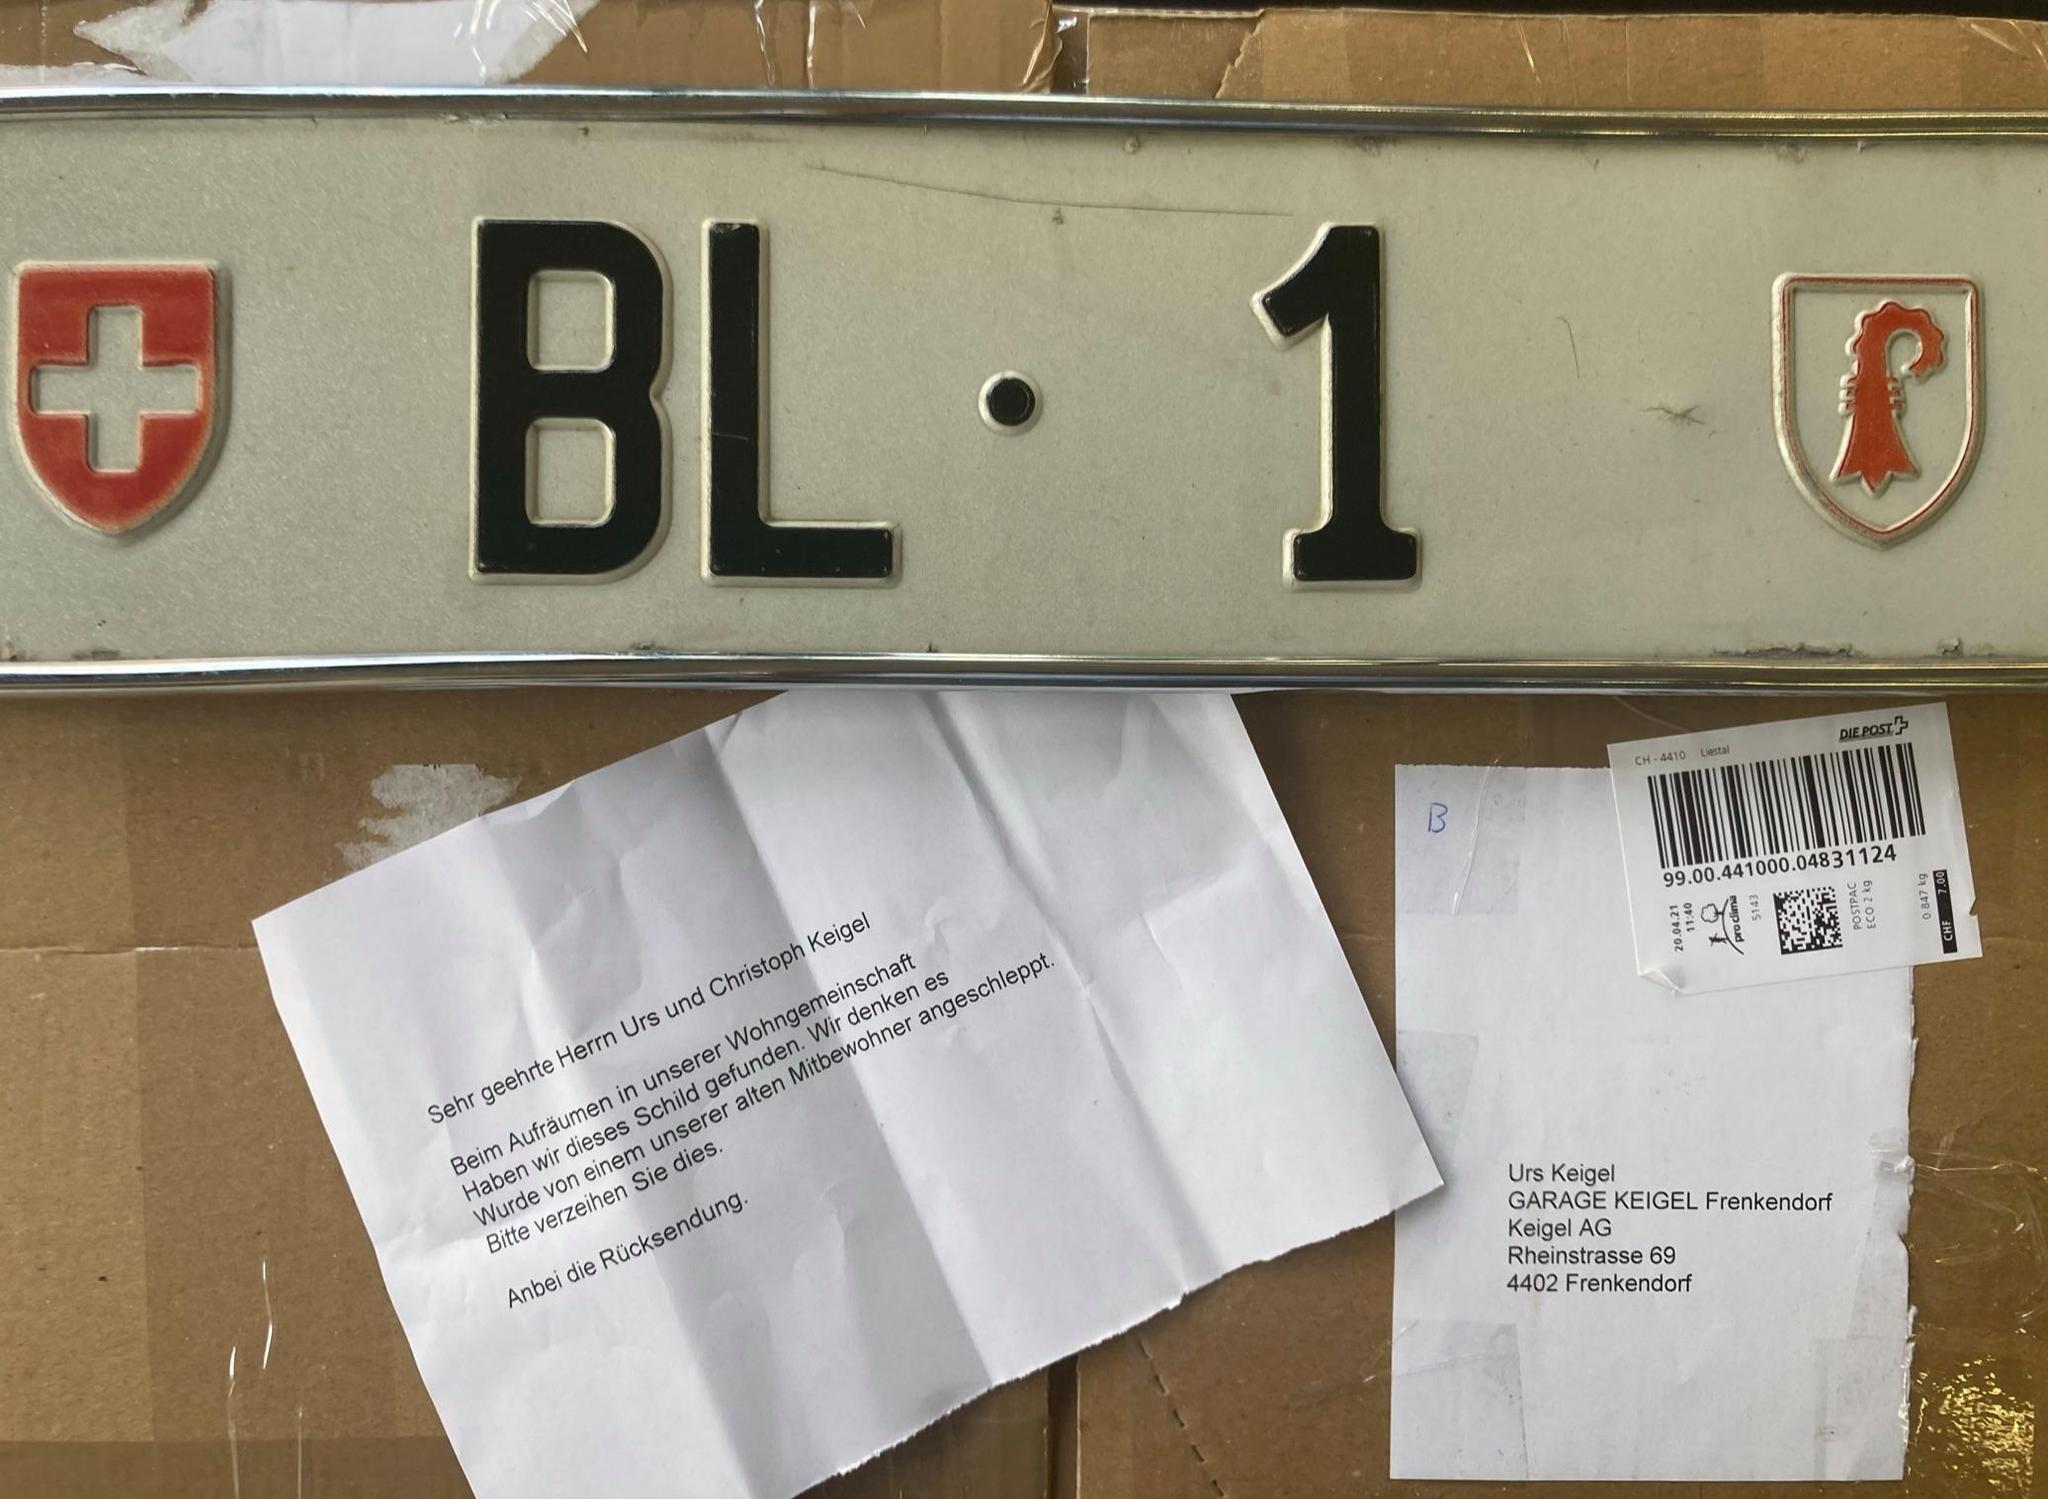 BL • 1
Sehr geehrte Herrn Urs und Christoph Keigel
Beim Aufräumen in unserer Wohngemeinschaft
Haben wir dieses Schild gefunden. Wir denken es
Wurde von einem unserer alten Mitbewohner angeschleppt.
Bitte verzeihen Sie dies.
Anbei die Rücksendung.
B
CH - 4410 Liestal
DIE POST
99.00.441000.04831124
20.04.21
11:40
pro clima
5143
POSTPAC
ECO 2 kg
0 847 kg
CHF 7.00
Urs Keigel
GARAGE KEIGEL Frenkendorf
Keigel AG
Rheinstrasse 69
4402 Frenkendorf